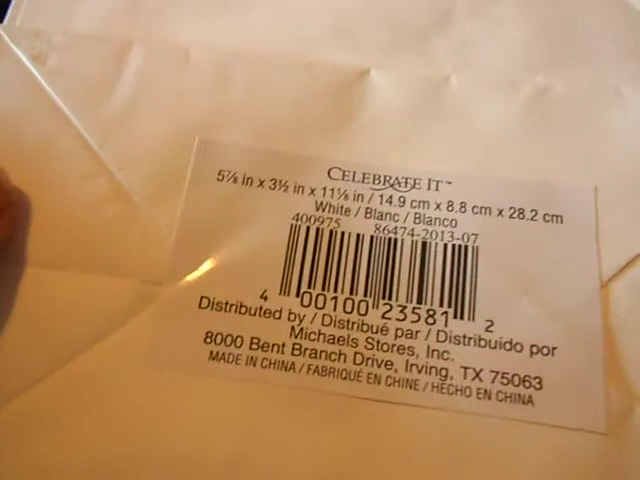 CELEBRATE IT™
5⅞ in x 3½ in x 11⅛ in / 14.9 cm x 8.8 cm x 28.2 cm
White / Blanc / Blanco
400975 86474-2013-07
4 00100 23581 2
Distributed by / Distribué par / Distribuido por
Michaels Stores, Inc.
8000 Bent Branch Drive, Irving, TX 75063
MADE IN CHINA / FABRIQUÉ EN CHINE / HECHO EN CHINA